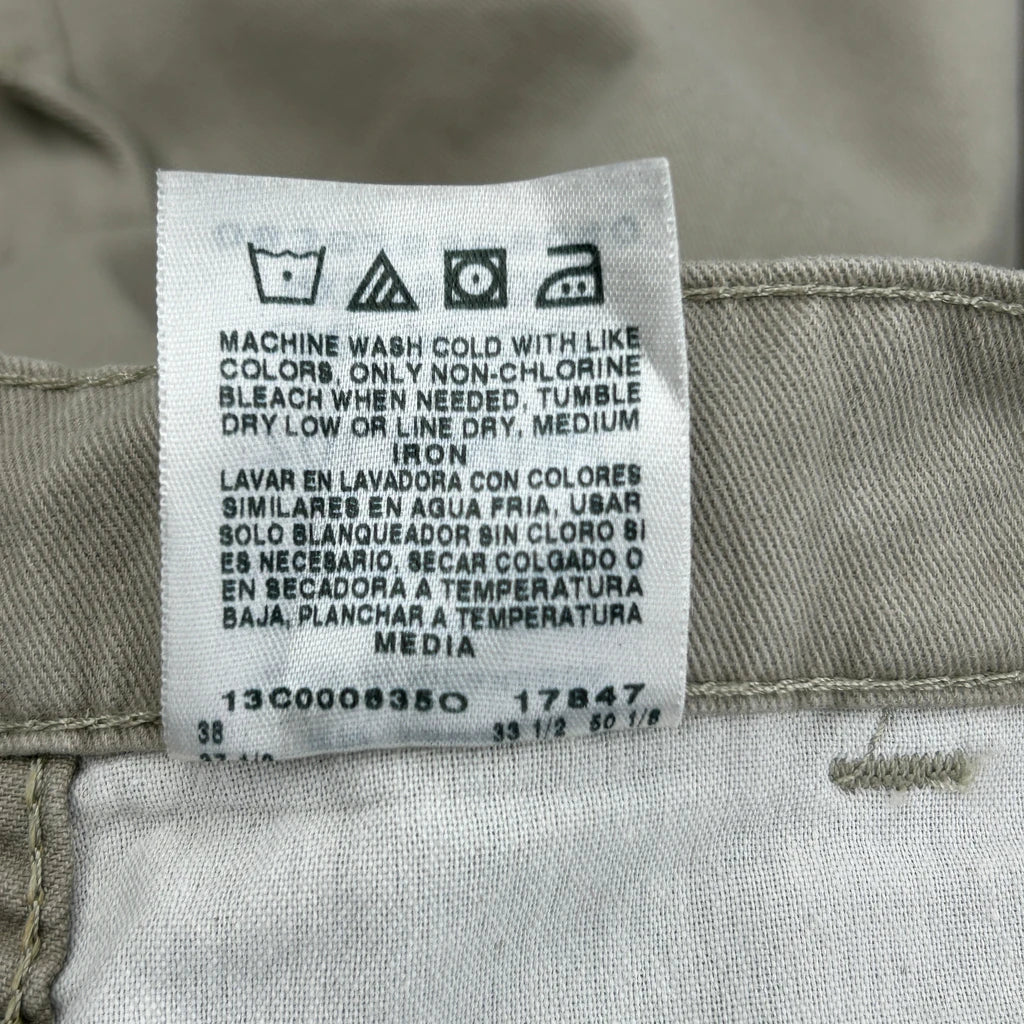 MACHINE WASH COLD WITH LIKE
COLORS, ONLY NON-CHLORINE
BLEACH WHEN NEEDED, TUMBLE
DRY LOW OR LINE DRY, MEDIUM
IRON
LAVAR EN LAVADORA CON COLORES
SIMILARES EN AGUA FRIA, USAR
SOLO BLANQUEADOR SIN CLORO SI
ES NECESARIO, SECAR COLGADO O
EN SECADORA A TEMPERATURA
BAJA, PLANCHAR A TEMPERATURA
MEDIA
17847
38 33 1/2 50 1/8